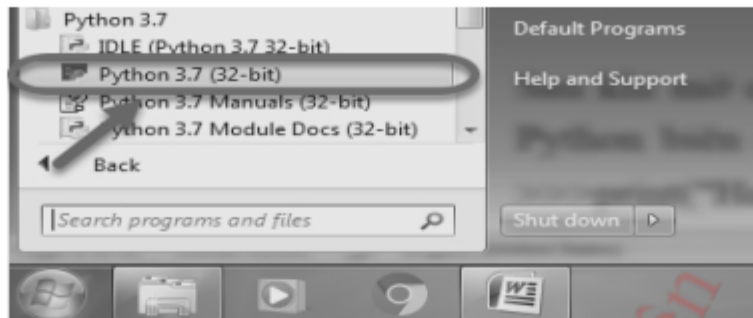 Python 3.7
IDLE (Python 3.7 32-bit)
Python 3.7 (32-bit)
Python 3.7 Manuals (32-bit)
Python 3.7 Module Docs (32-bit)
Back
Search programs and files
Default Programs
Help and Support
Python
Shut down
W